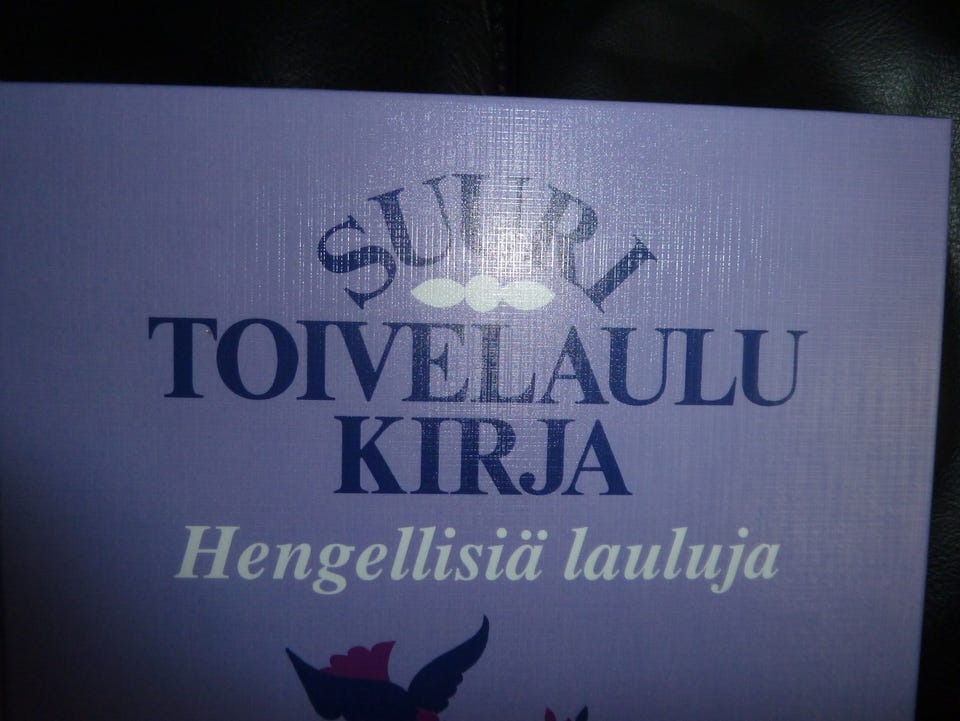 SUURI
TOIVELAULU
KIRJA
Hengellisiä lauluja